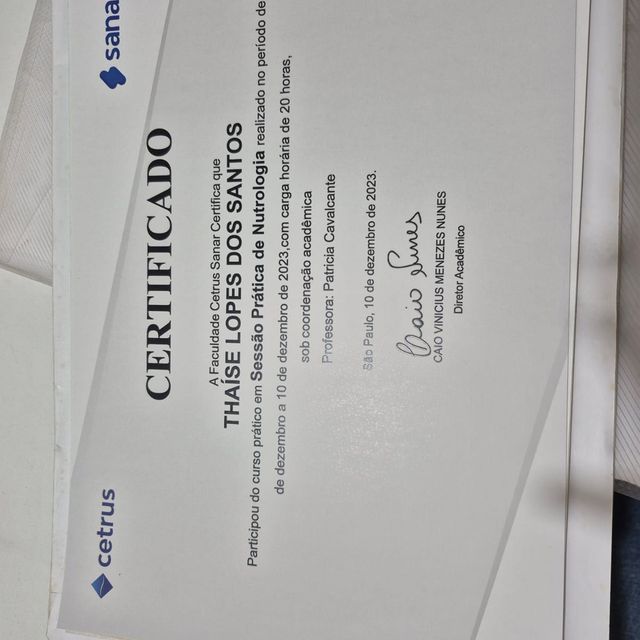 cetrus
sanar
CERTIFICADO
A Faculdade Cetrus Sanar Certifica que
THAÍSE LOPES DOS SANTOS
Participou do curso prático em Sessão Prática de Nutrologia realizado no período de
de dezembro a 10 de dezembro de 2023,com carga horária de 20 horas,
sob coordenação acadêmica
Professora: Patricia Cavalcante
São Paulo, 10 de dezembro de 2023.
Caio Nunes
CAIO VINICIUS MENEZES NUNES
Diretor Acadêmico